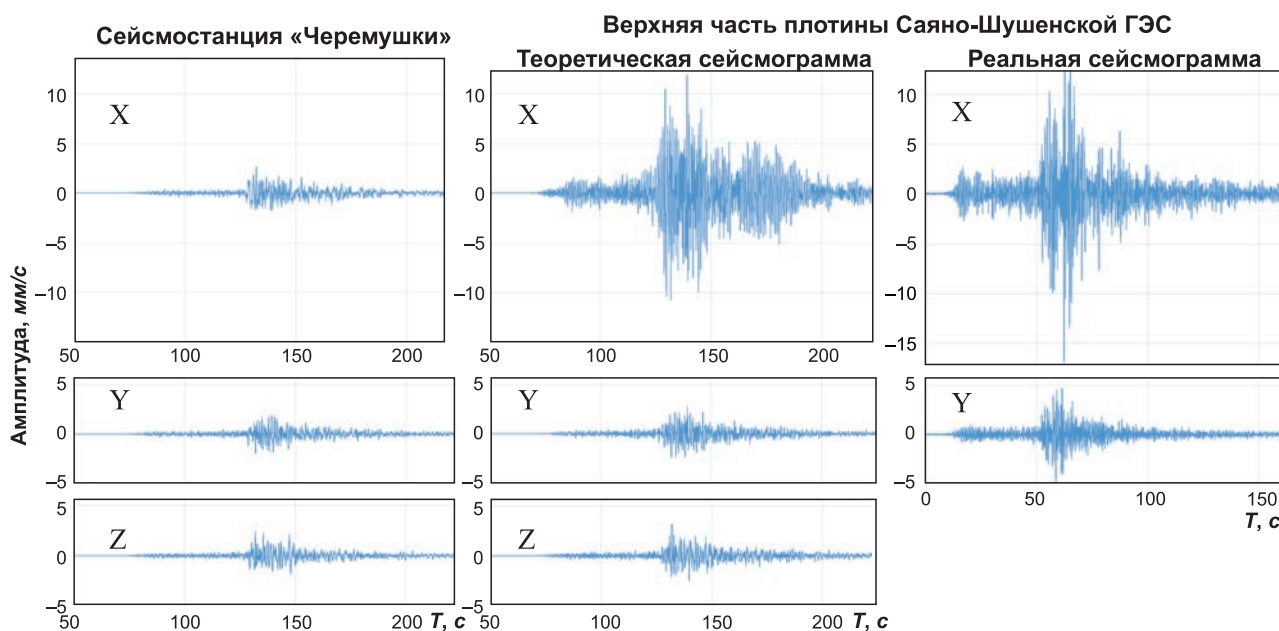 Сейсмостанция «Черемушки»
Верхняя часть плотины Саяно-Шушенской ГЭС
Теоретическая сейсмограмма
Реальная сейсмограмма
Амплитуда, мм/с
X
10
5
0
–5
–10
50 100 150 200
X
10
5
0
–5
–10
50 100 150 200
X
10
5
0
–5
–10
–15
Y
5
0
–5
Y
5
0
–5
Y
5
0
–5
0 50 100 150
T, с
Z
5
0
–5
50 100 150 200 T, с
Z
5
0
–5
50 100 150 200 T, с